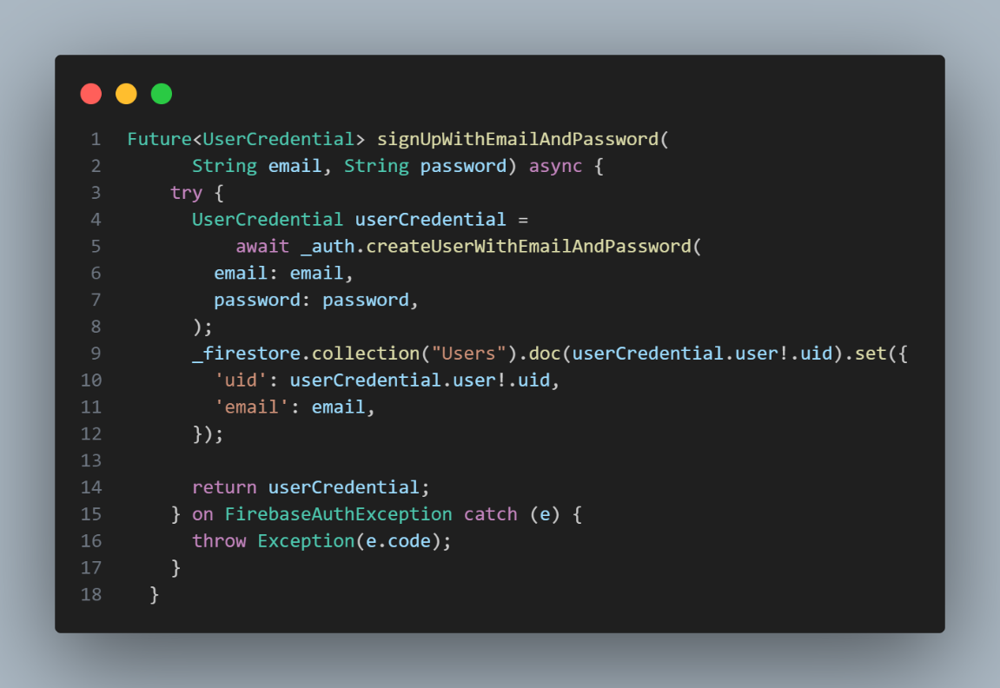 1 Future<UserCredential> signUpWithEmailAndPassword(
2       String email, String password) async {
3     try {
4       UserCredential userCredential =
5           await _auth.createUserWithEmailAndPassword(
6         email: email,
7         password: password,
8       );
9       _firestore.collection("Users").doc(userCredential.user!.uid).set({
10         'uid': userCredential.user!.uid,
11         'email': email,
12       });
13
14       return userCredential;
15     } on FirebaseAuthException catch (e) {
16       throw Exception(e.code);
17     }
18   }